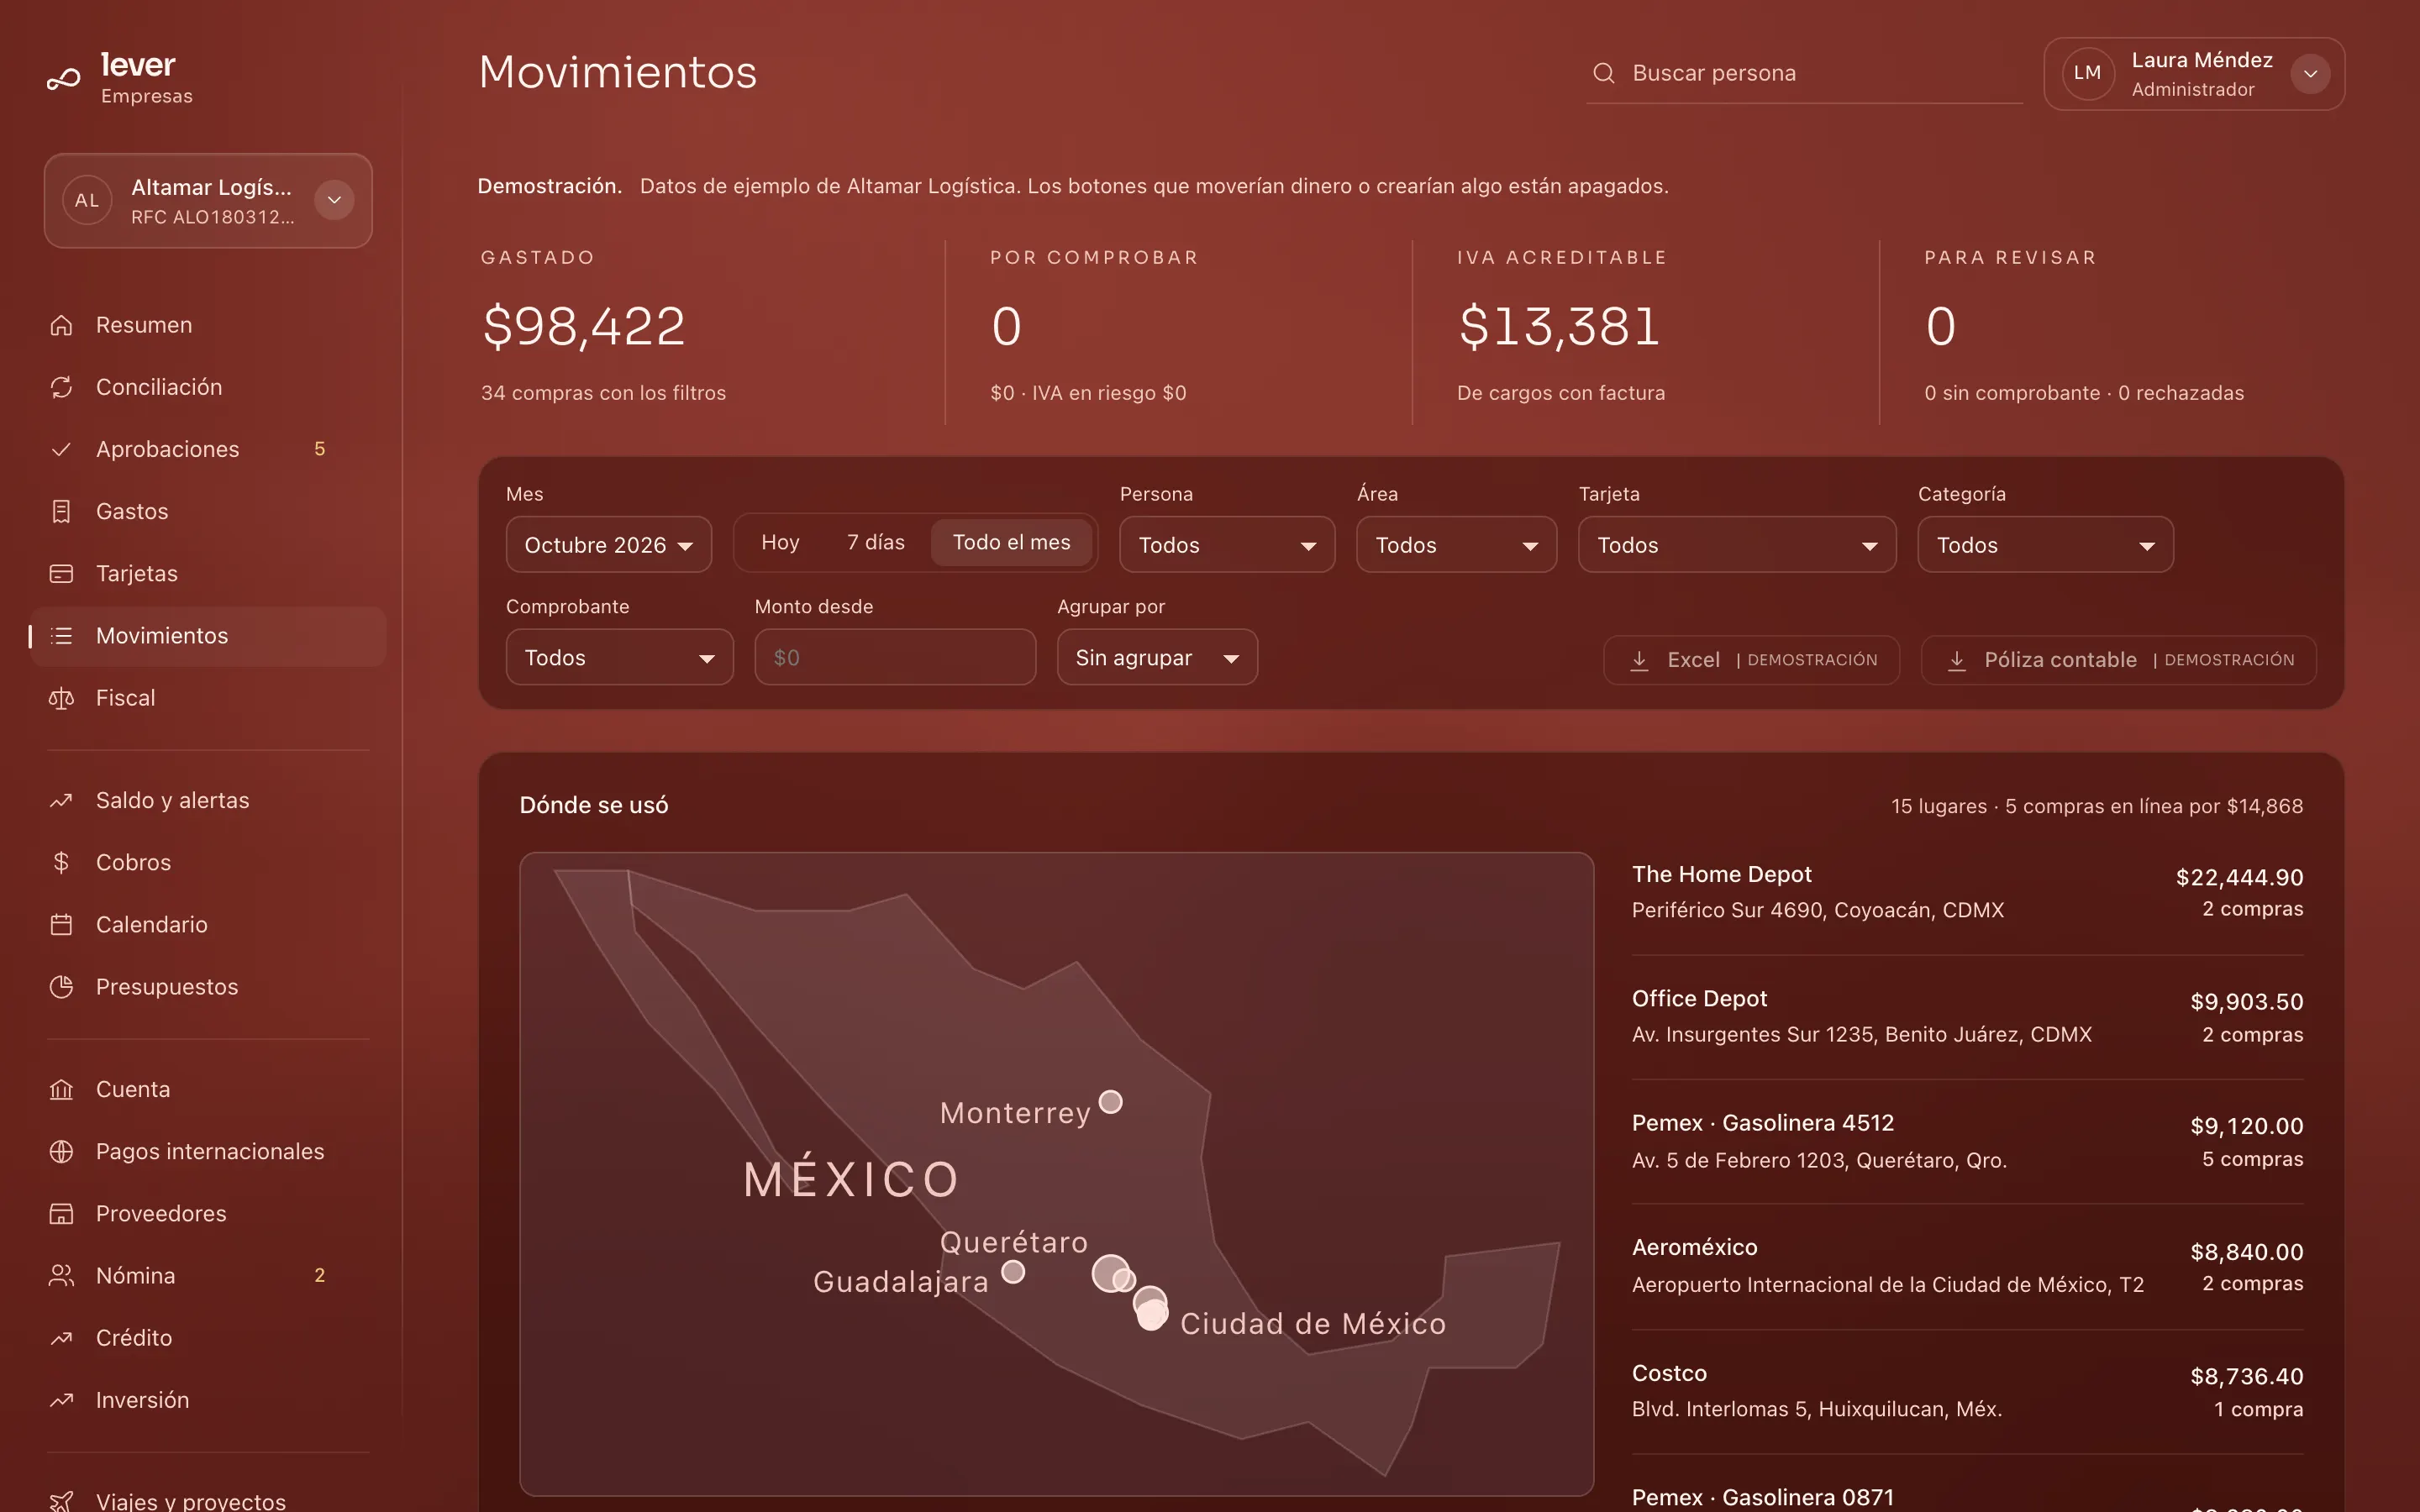 lever
Empresas
AL
Altamar Logís...
RFC ALO180312...
Resumen
Conciliación
Aprobaciones 5
Gastos
Tarjetas
Movimientos
Fiscal
Saldo y alertas
Cobros
Calendario
Presupuestos
Cuenta
Pagos internacionales
Proveedores
Nómina 2
Crédito
Inversión
Viajes y proyectos
Movimientos
Buscar persona
LM
Laura Méndez
Administrador
Demostración. Datos de ejemplo de Altamar Logística. Los botones que moverían dinero o crearían algo están apagados.
GASTADO
$98,422
34 compras con los filtros
POR COMPROBAR
0
$0 · IVA en riesgo $0
IVA ACREDITABLE
$13,381
De cargos con factura
PARA REVISAR
0
0 sin comprobante · 0 rechazadas
Mes
Octubre 2026
Hoy
7 días
Todo el mes
Persona
Todos
Área
Todos
Tarjeta
Todos
Categoría
Todos
Comprobante
Todos
Monto desde
$0
Agrupar por
Sin agrupar
Excel | DEMOSTRACIÓN
Póliza contable | DEMOSTRACIÓN
Dónde se usó
15 lugares · 5 compras en línea por $14,868
Monterrey
MÉXICO
Querétaro
Guadalajara
Ciudad de México
The Home Depot $22,444.90
Periférico Sur 4690, Coyoacán, CDMX 2 compras
Office Depot $9,903.50
Av. Insurgentes Sur 1235, Benito Juárez, CDMX 2 compras
Pemex · Gasolinera 4512 $9,120.00
Av. 5 de Febrero 1203, Querétaro, Qro. 5 compras
Aeroméxico $8,840.00
Aeropuerto Internacional de la Ciudad de México, T2 2 compras
Costco $8,736.40
Blvd. Interlomas 5, Huixquilucan, Méx. 1 compra
Pemex · Gasolinera 0871